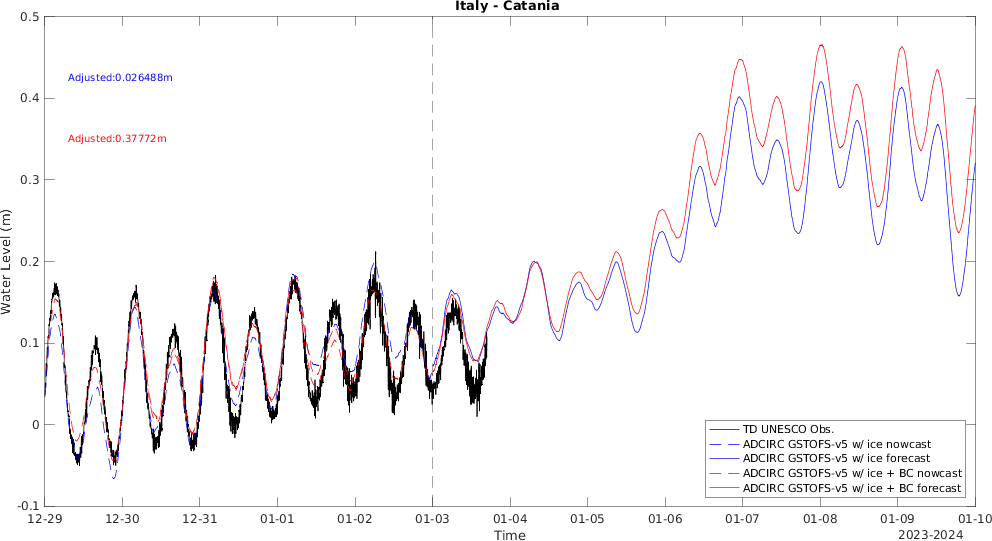 Italy - Catania
0.5
0.4
0.3
0.2
0.1
0
-0.1
Water Level (m)
Adjusted:0.026488m
Adjusted:0.37772m
TD UNESCO Obs.
ADCIRC GSTOFS-v5 w/ ice nowcast
ADCIRC GSTOFS-v5 w/ ice forecast
ADCIRC GSTOFS-v5 w/ ice + BC nowcast
ADCIRC GSTOFS-v5 w/ ice + BC forecast
12-29 12-30 12-31 01-01 01-02 01-03 01-04 01-05 01-06 01-07 01-08 01-09 01-10
Time
2023-2024